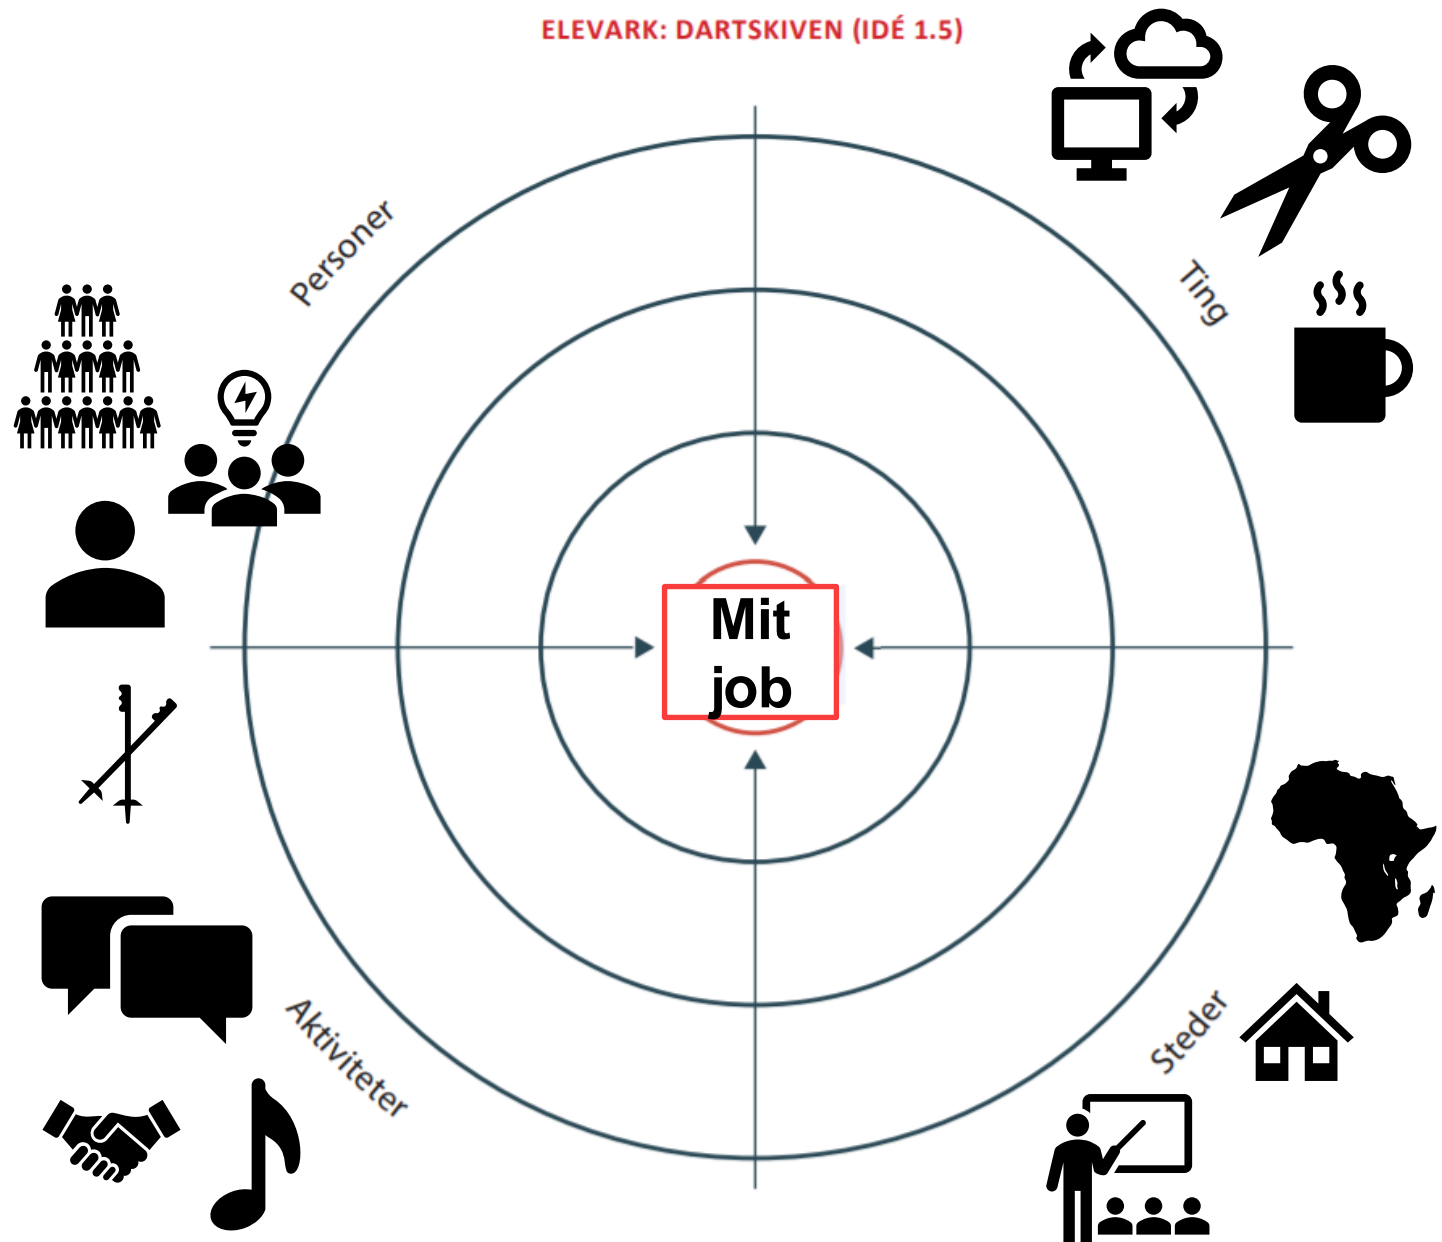 ELEVARK: DARTSKIVEN (IDÉ 1.5)
Personer
Ting
Mit
job
Aktiviteter
Steder